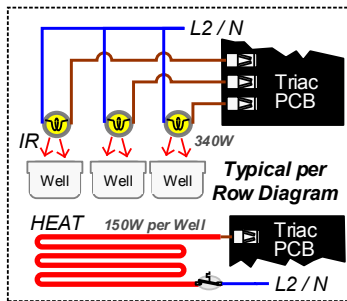 L2 / N
Triac
PCB
IR
340W
Well Well Well
Typical per
Row Diagram
HEAT 150W per Well
Triac
PCB
L2 / N